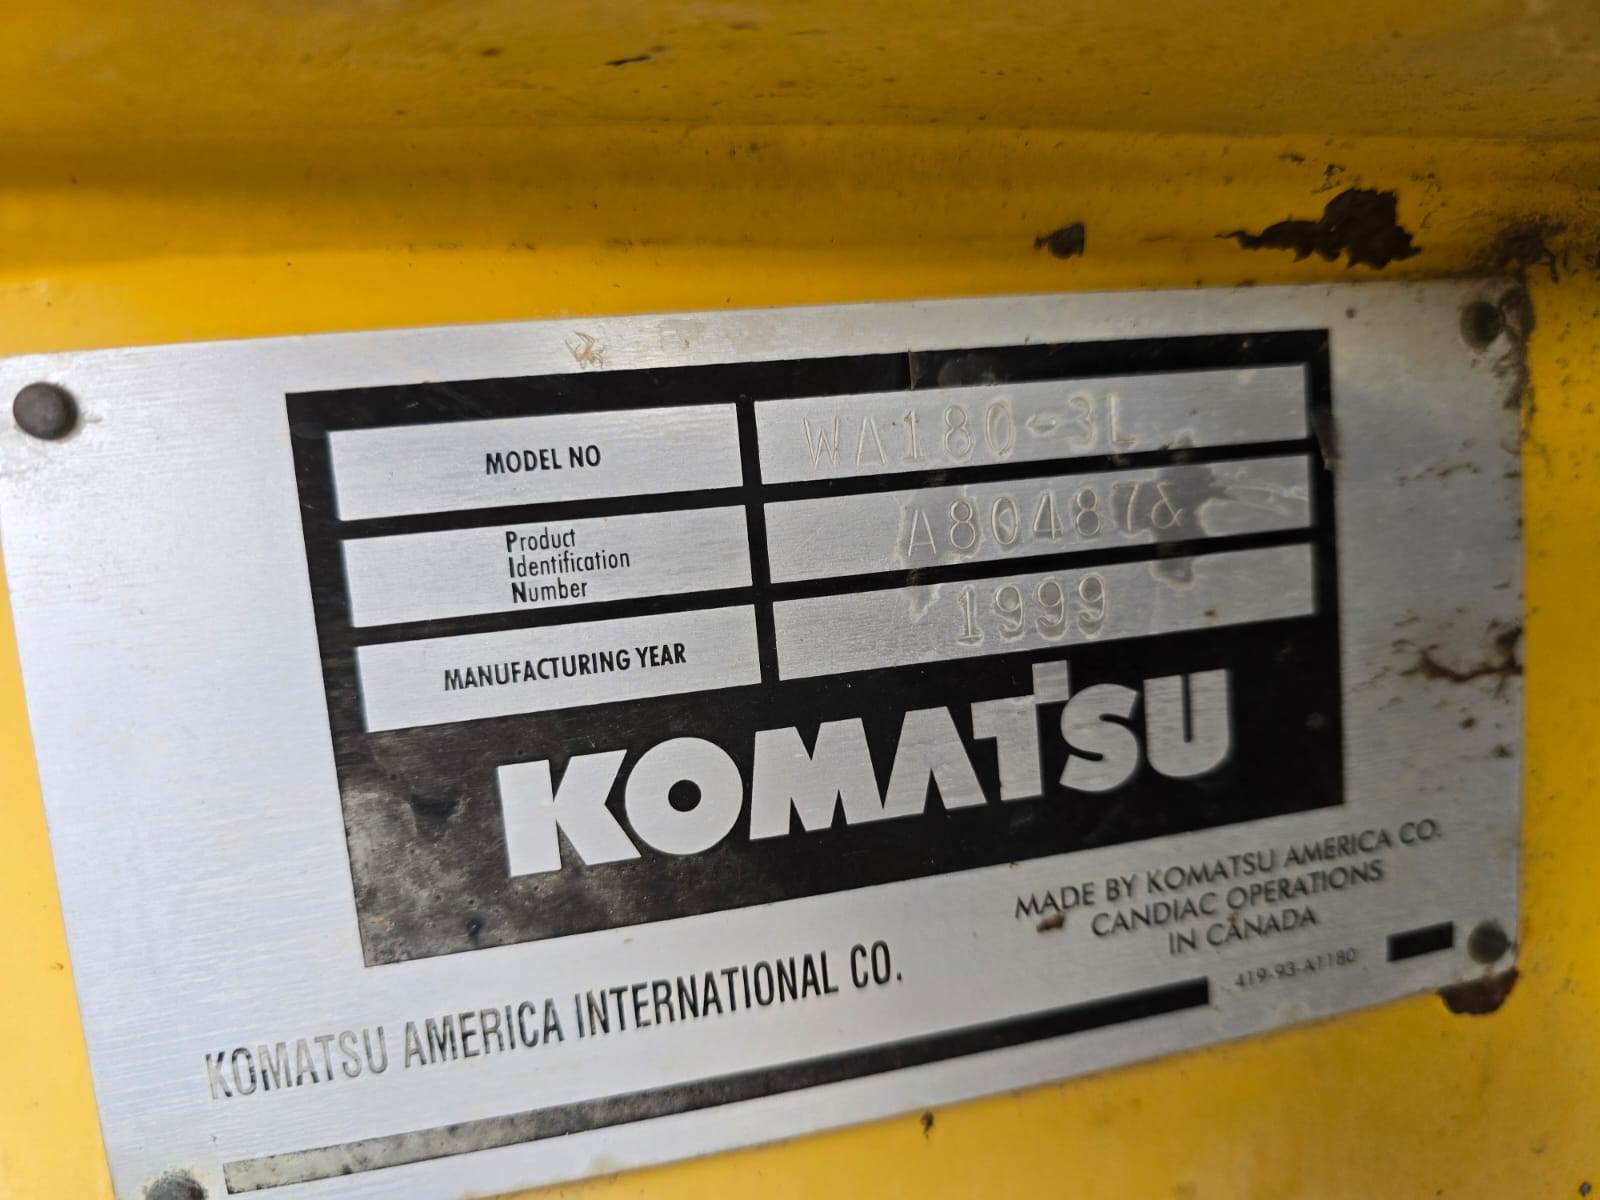 MODEL NO
WA180-3L
Product
Identification
Number
A804878
MANUFACTURING YEAR
1999
KOMATSU
MADE BY KOMATSU AMERICA CO.
CANDIAC OPERATIONS
IN CANADA
419-93-A1180
KOMATSU AMERICA INTERNATIONAL CO.